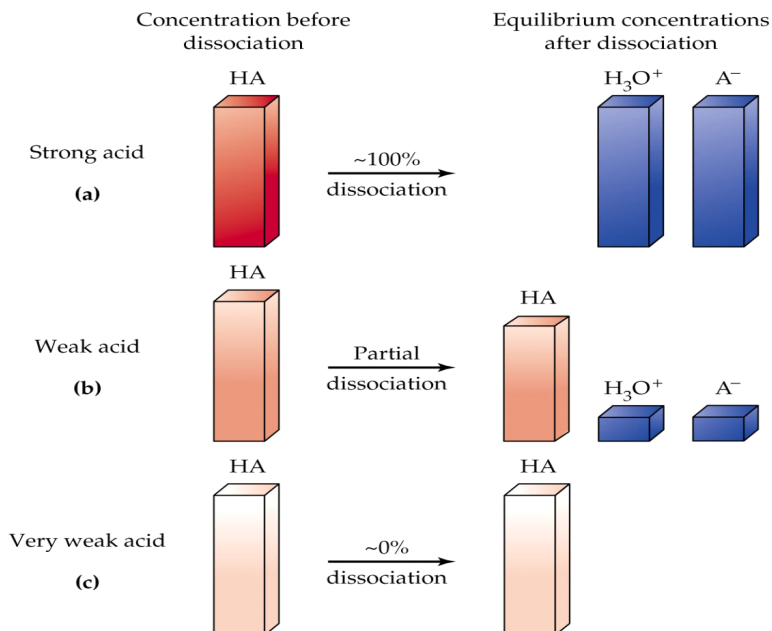 Concentration before
dissociation
Equilibrium concentrations
after dissociation
HA
H₃O⁺
A⁻
Strong acid
(a)
~100%
dissociation
HA
HA
Weak acid
(b)
Partial
dissociation
H₃O⁺
A⁻
HA
HA
Very weak acid
(c)
~0%
dissociation